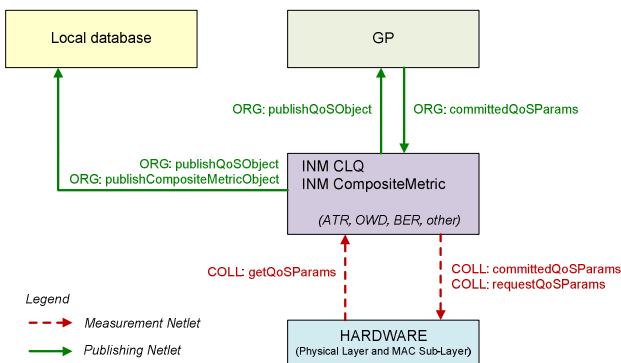 Local database
GP
ORG: publishQoSObject
ORG: committedQoSParams
ORG: publishQoSObject
ORG: publishCompositeMetricObject
INM CLQ
INM CompositeMetric
(ATR, OWD, BER, other)
COLL: getQoSParams
COLL: committedQoSParams
COLL: requestQoSParams
Legend
Measurement Netlet
Publishing Netlet
HARDWARE
(Physical Layer and MAC Sub-Layer)